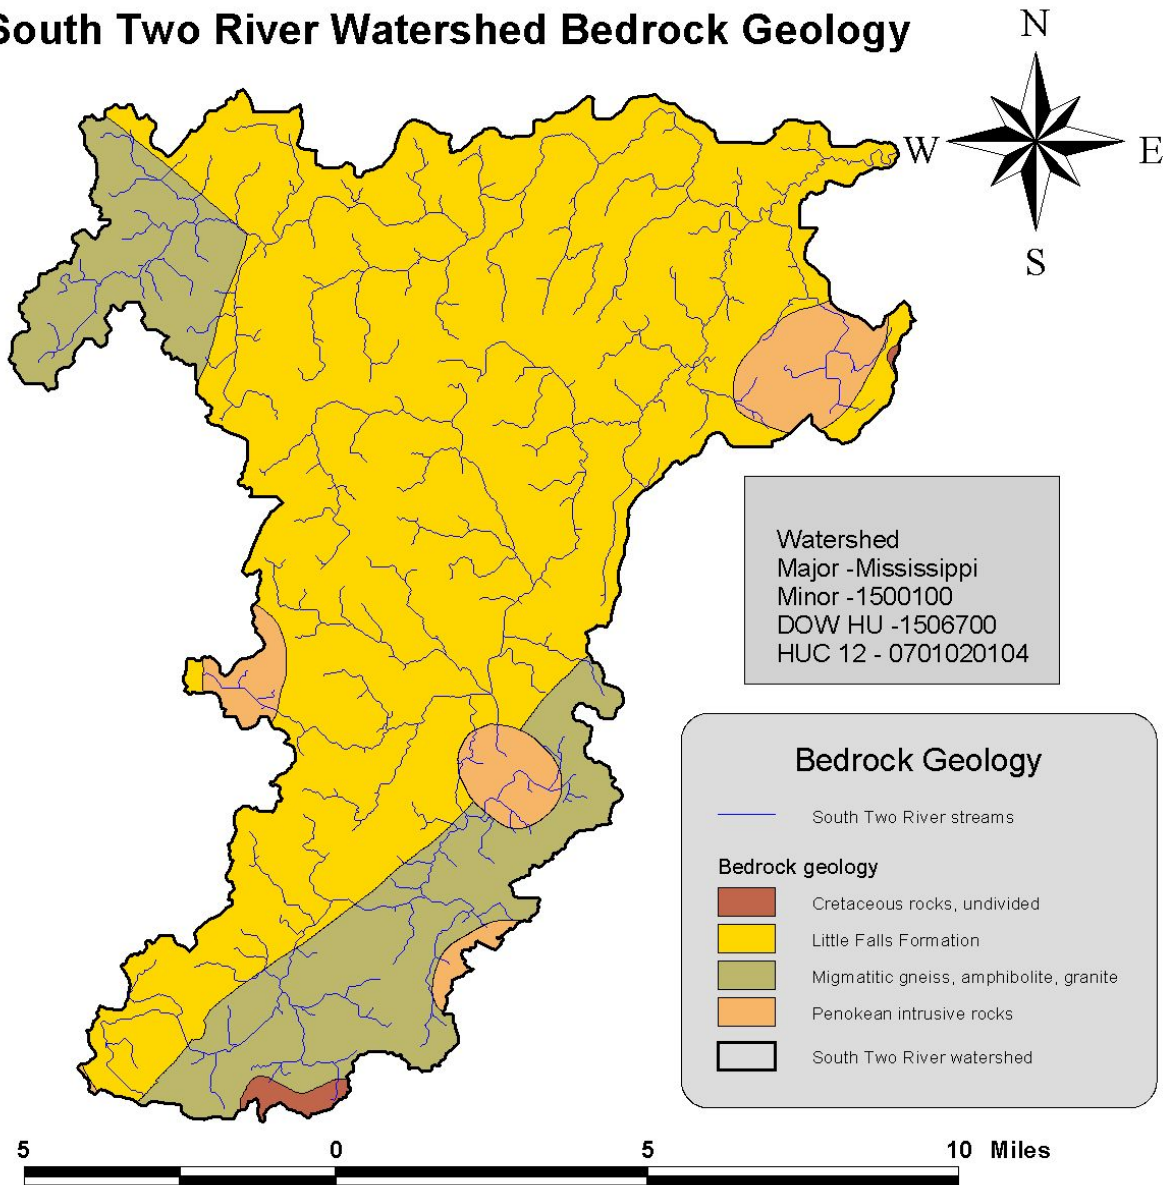 South Two River Watershed Bedrock Geology
N
W
E
S
Watershed
Major -Mississippi
Minor -1500100
DOW HU -1506700
HUC 12 - 0701020104
Bedrock Geology
South Two River streams
Bedrock geology
Cretaceous rocks, undivided
Little Falls Formation
Migmatitic gneiss, amphibolite, granite
Penokean intrusive rocks
South Two River watershed
5 0 5 10 Miles